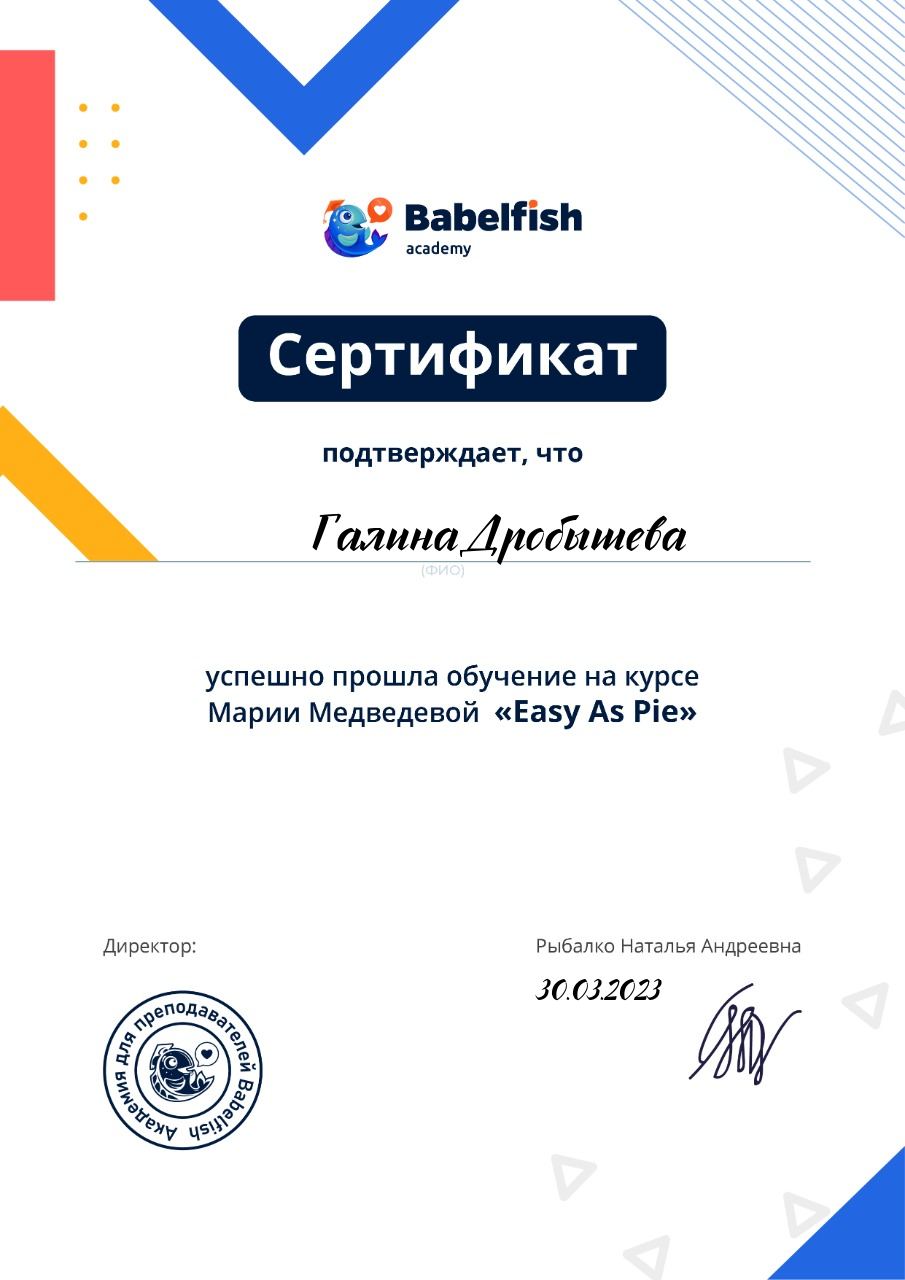 Babelfish
academy
Сертификат
подтверждает, что
Галина Дробышева
(ФИО)
успешно прошла обучение на курсе
Марии Медведевой «Easy As Pie»
Директор:
Рыбалко Наталья Андреевна
30.03.2023
Академия для преподавателей Babelfish